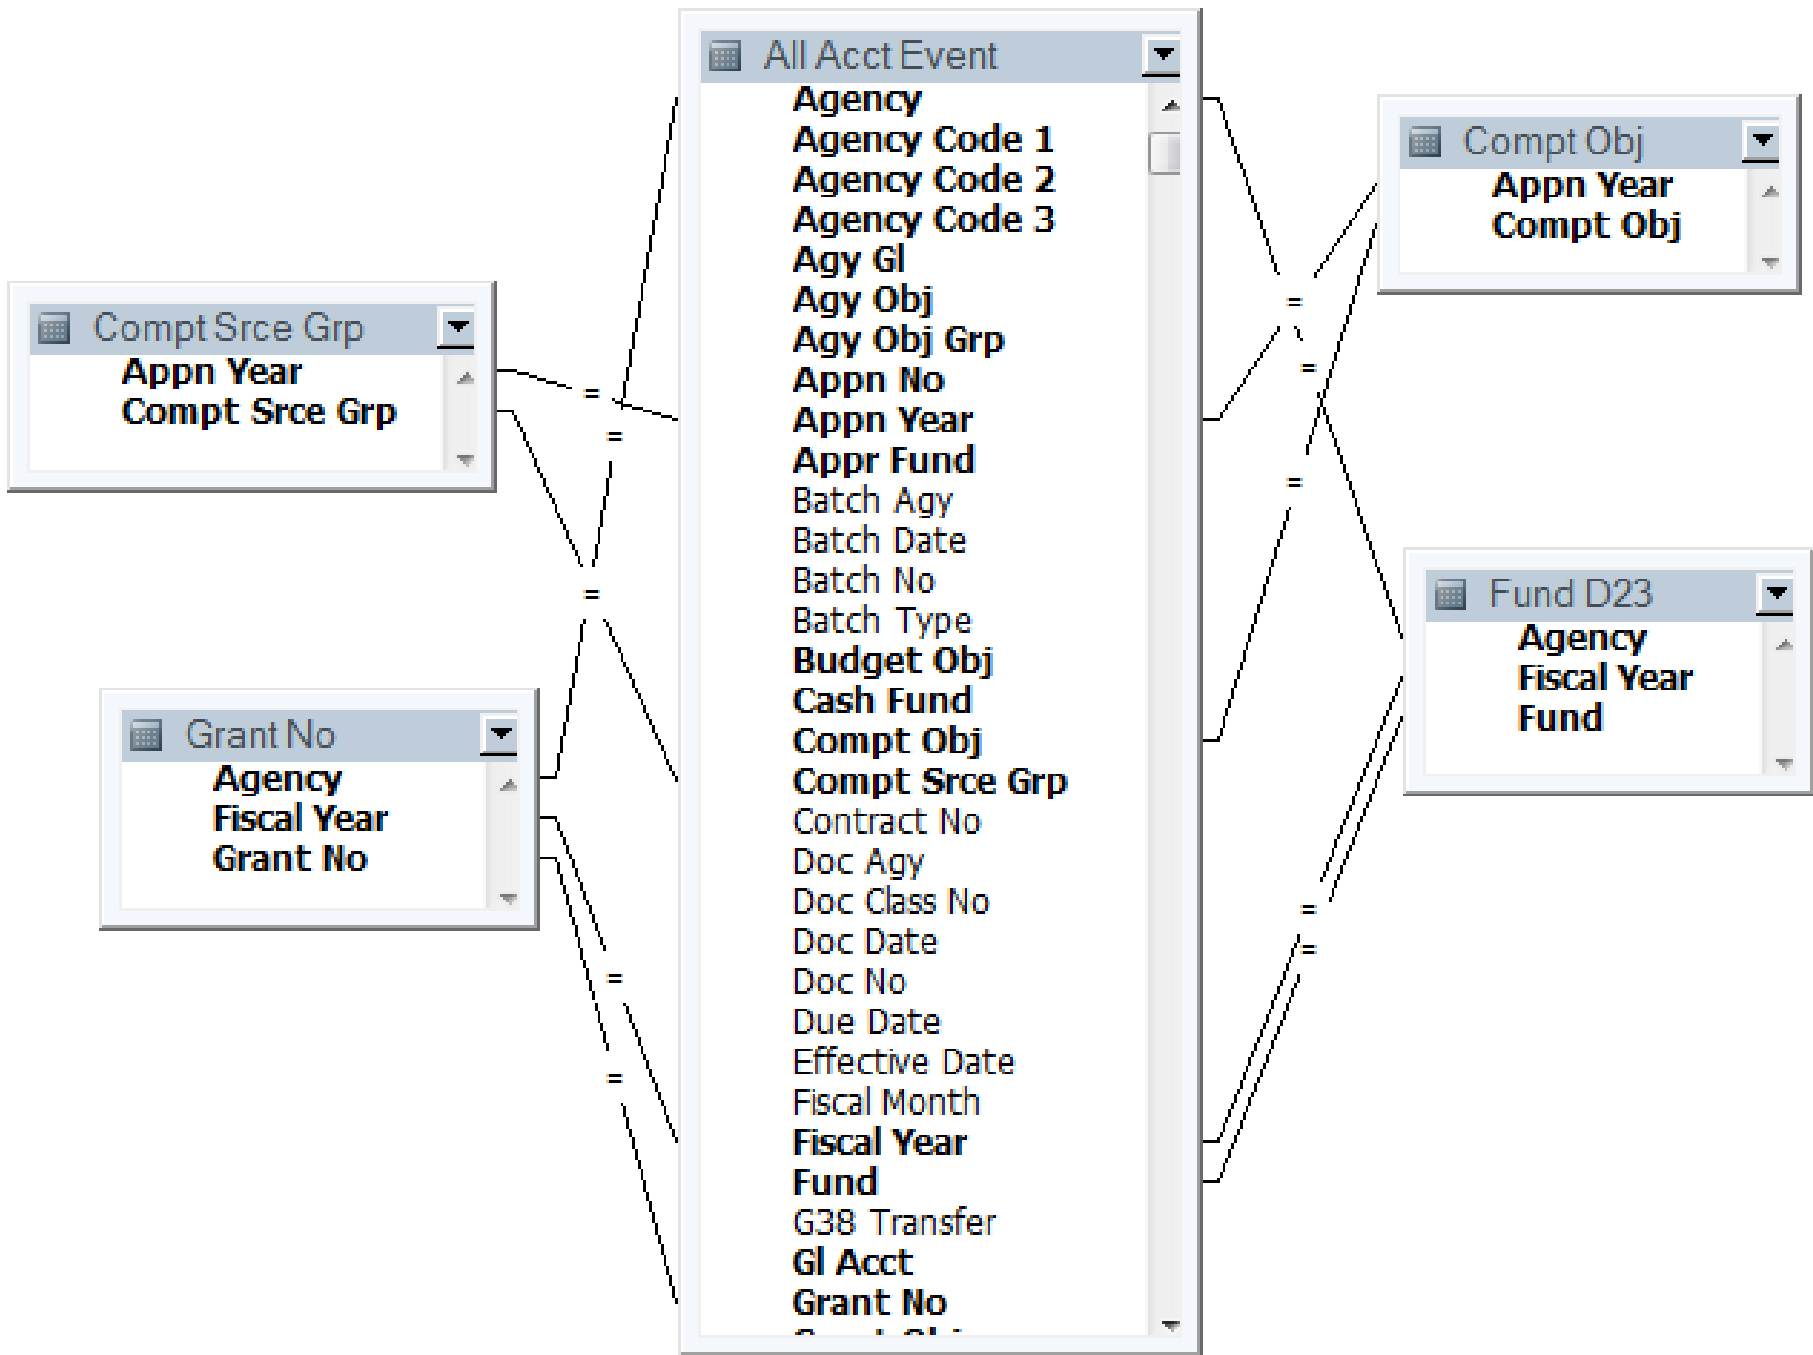 Compt Srce Grp
Appn Year
Compt Srce Grp
=
=
=
Grant No
Agency
Fiscal Year
Grant No
=
=
All Acct Event
Agency
Agency Code 1
Agency Code 2
Agency Code 3
Agy Gl
Agy Obj
Agy Obj Grp
Appn No
Appn Year
Appr Fund
Batch Agy
Batch Date
Batch No
Batch Type
Budget Obj
Cash Fund
Compt Obj
Compt Srce Grp
Contract No
Doc Agy
Doc Class No
Doc Date
Doc No
Due Date
Effective Date
Fiscal Month
Fiscal Year
Fund
G38 Transfer
Gl Acct
Grant No
=
=
=
Compt Obj
Appn Year
Compt Obj
Fund D23
Agency
Fiscal Year
Fund
=
=